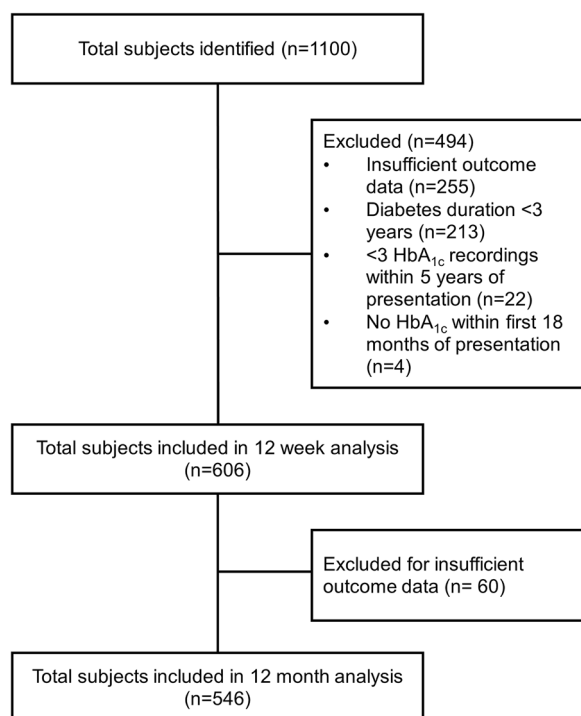 Total subjects identified (n=1100)
Excluded (n=494)
• Insufficient outcome
data (n=255)
• Diabetes duration <3
years (n=213)
• <3 HbA1c recordings
within 5 years of
presentation (n=22)
• No HbA1c within first 18
months of presentation
(n=4)
Total subjects included in 12 week analysis
(n=606)
Excluded for insufficient
outcome data (n= 60)
Total subjects included in 12 month analysis
(n=546)